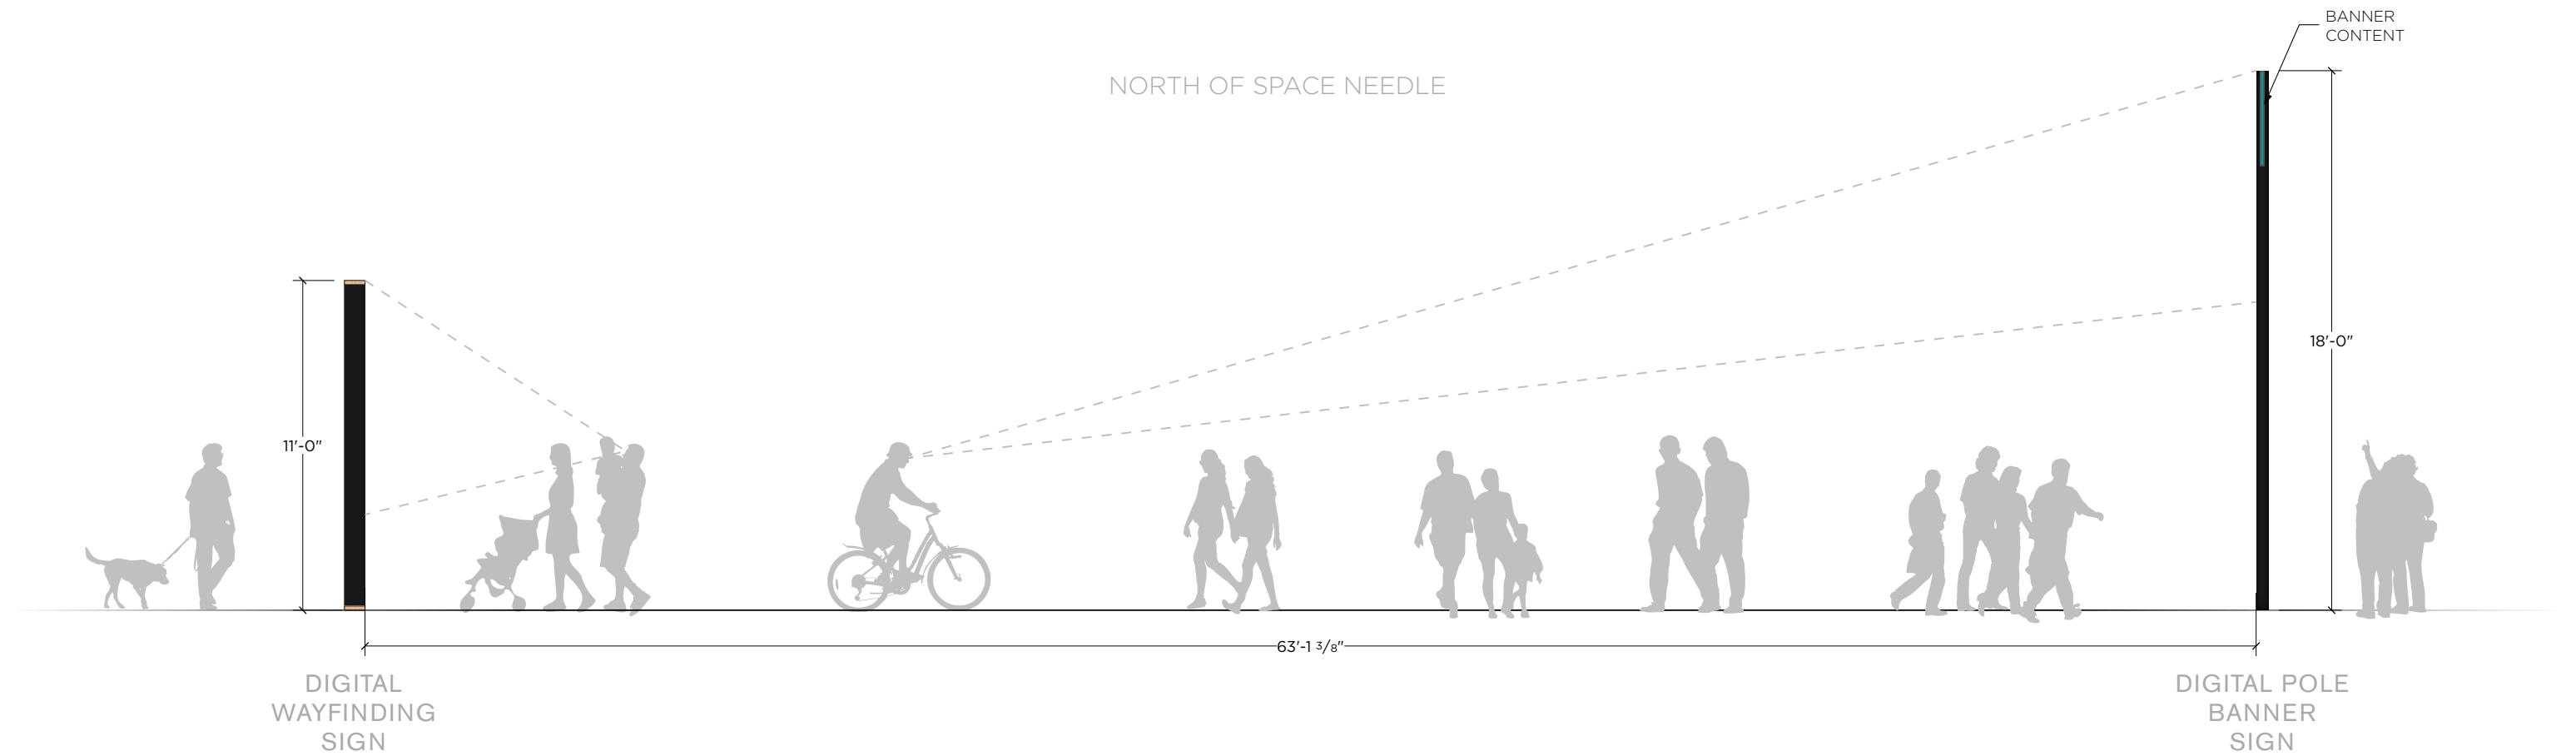 BANNER
CONTENT
NORTH OF SPACE NEEDLE
18'-0"
11'-0"
63'-1 3/8"
DIGITAL
WAYFINDING
SIGN
DIGITAL POLE
BANNER
SIGN